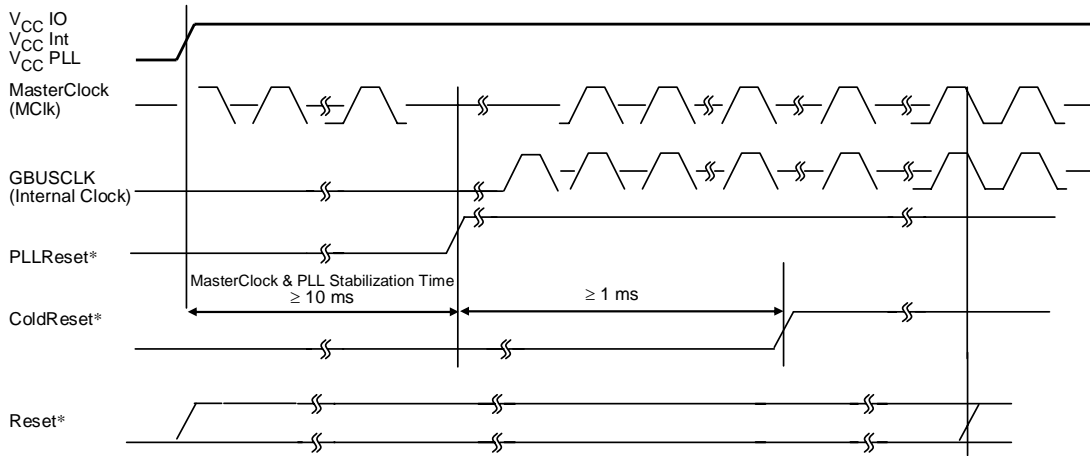 VCC IO
VCC Int
VCC PLL
MasterClock
(MClk)
GBUSCLK
(Internal Clock)
PLLReset*
MasterClock & PLL Stabilization Time
≥ 10 ms
≥ 1 ms
ColdReset*
Reset*